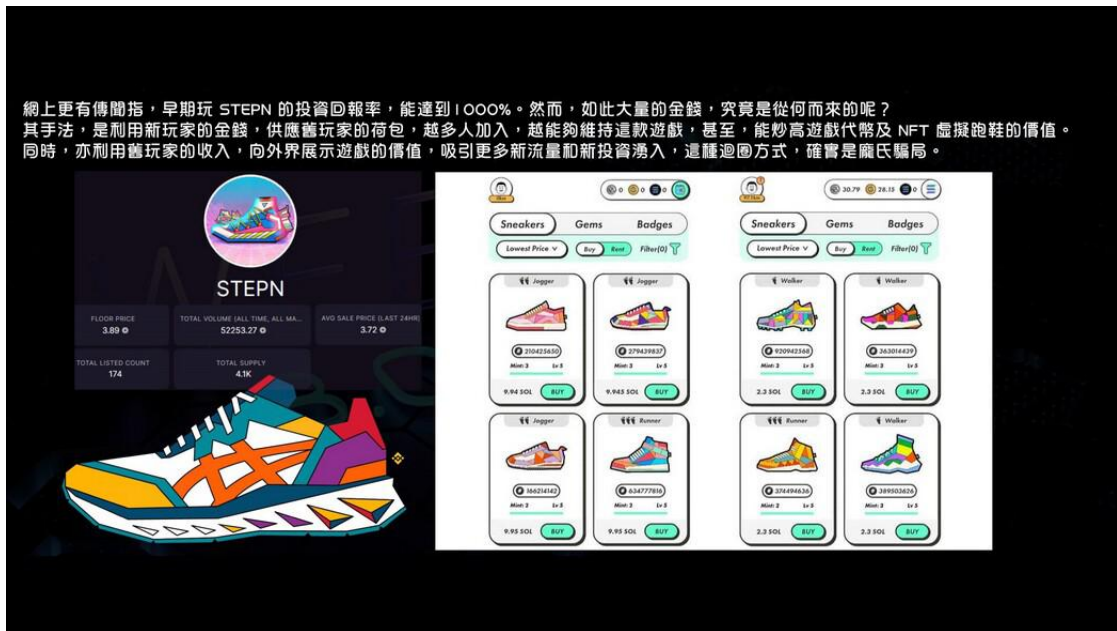 網上更有傳聞指，早期玩 STEPN 的投資回報率，能達到1000%。然而，如此大量的金錢，究竟是從何而來的呢？
其手法，是利用新玩家的金錢，供應舊玩家的荷包，越多人加入，越能夠維持這款遊戲，甚至，能炒高遊戲代幣及 NFT 虛擬跑鞋的價值。
同時，亦利用舊玩家的收入，向外界展示遊戲的價值，吸引更多新流量和新投資湧入，這種迴圈方式，確實是龐氏騙局。
STEPN
FLOOR PRICE
3.89
TOTAL VOLUME (ALL TIME, ALL MA...
52253.27
AVG SALE PRICE (LAST 24HR)
3.72
TOTAL LISTED COUNT
174
TOTAL SUPPLY
4.1K
0 0 0
Sneakers Gems Badges
Lowest Price Buy Rent Filter(0)
Jogger Jogger
210425650 279439837
Mint: 3 Lv 5 Mint: 3 Lv 5
9.94 SOL BUY 9.945 SOL BUY
Jogger Runner
166214142 634777816
Mint: 3 Lv 5 Mint: 2 Lv 5
9.95 SOL BUY 9.95 SOL BUY
30.79 28.13 0
Sneakers Gems Badges
Lowest Price Buy Rent Filter(0)
Walker Walker
920942568 363016439
Mint: 2 Lv 5 Mint: 2 Lv 5
2.3 SOL BUY 2.3 SOL BUY
Runner Walker
374494636 389503626
Mint: 2 Lv 5 Mint: 2 Lv 5
2.3 SOL BUY 2.3 SOL BUY